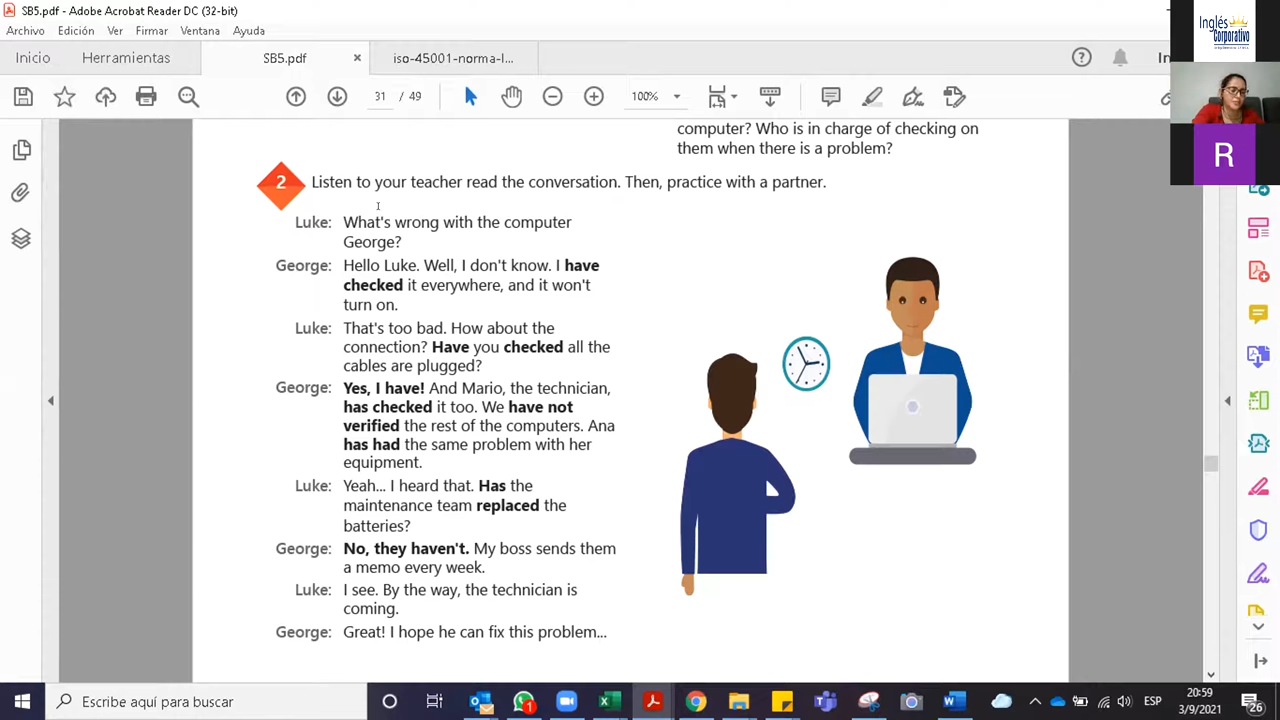 SB5.pdf - Adobe Acrobat Reader DC (32-bit)
Archivo Edición Ver Firmar Ventana Ayuda
Inicio Herramientas SB5.pdf × iso-45001-norma-l... In
31 / 49 100%
Inglés
Corporativo
R
computer? Who is in charge of checking on
them when there is a problem?
2 Listen to your teacher read the conversation. Then, practice with a partner.
Luke: What's wrong with the computer
George?
George: Hello Luke. Well, I don't know. I have
checked it everywhere, and it won't
turn on.
Luke: That's too bad. How about the
connection? Have you checked all the
cables are plugged?
George: Yes, I have! And Mario, the technician,
has checked it too. We have not
verified the rest of the computers. Ana
has had the same problem with her
equipment.
Luke: Yeah... I heard that. Has the
maintenance team replaced the
batteries?
George: No, they haven't. My boss sends them
a memo every week.
Luke: I see. By the way, the technician is
coming.
George: Great! I hope he can fix this problem...
Escribe aquí para buscar
1
ESP
20:59
3/9/2021
26